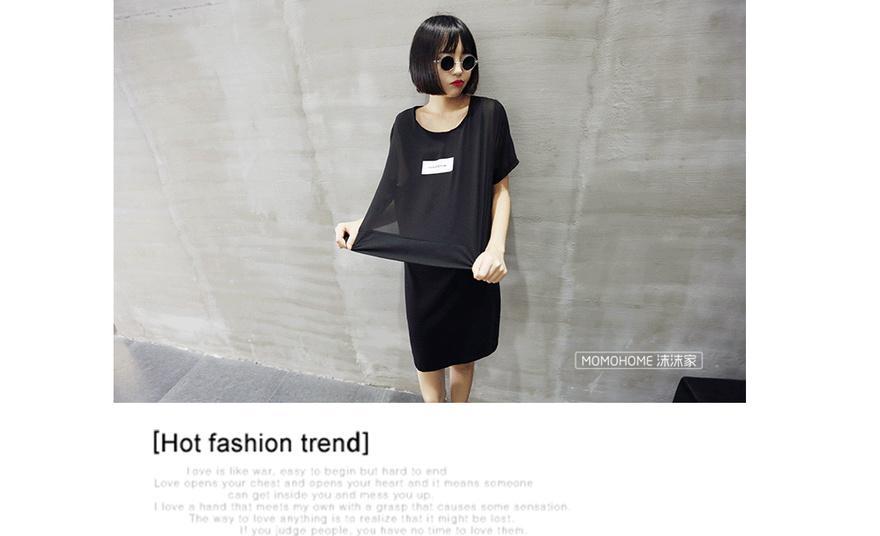 MOMOHOME 沫沫家
[Hot fashion trend]
Love is like war, easy to begin but hard to end
Love opens your chest and opens your heart and it means someone
can get inside you and mess you up.
I love a hand that meets my own with a grasp that causes some sensation.
The way to love anything is to realize that it might be lost.
If you judge people, you have no time to love them.